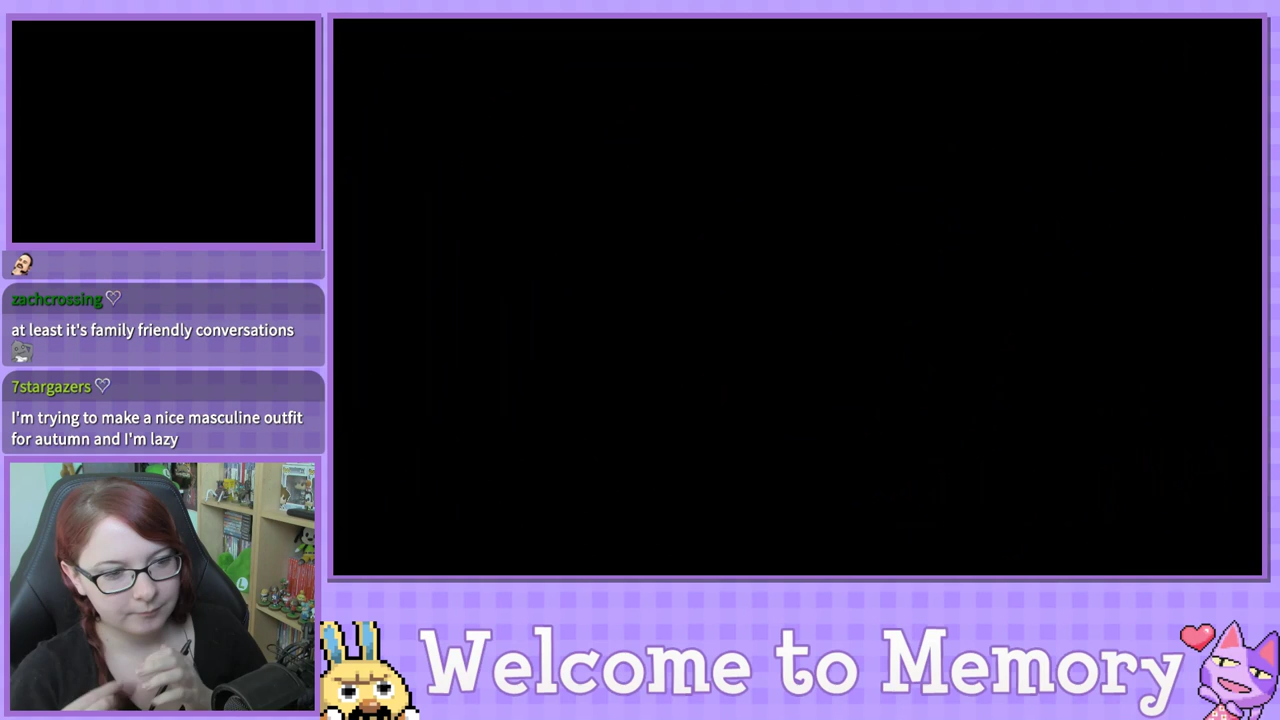 zachcrossing
at least it's family friendly conversations
7stargazers
I'm trying to make a nice masculine outfit
for autumn and I'm lazy
Welcome to Memory